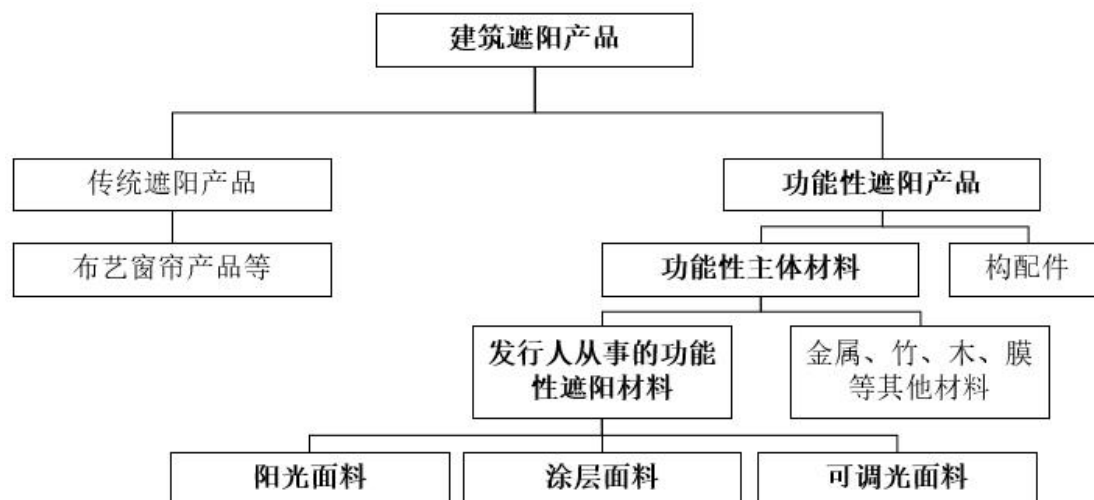 建筑遮阳产品
传统遮阳产品
功能性遮阳产品
布艺窗帘产品等
功能性主体材料
构配件
发行人从事的功能
性遮阳材料
金属、竹、木、膜
等其他材料
阳光面料
涂层面料
可调光面料